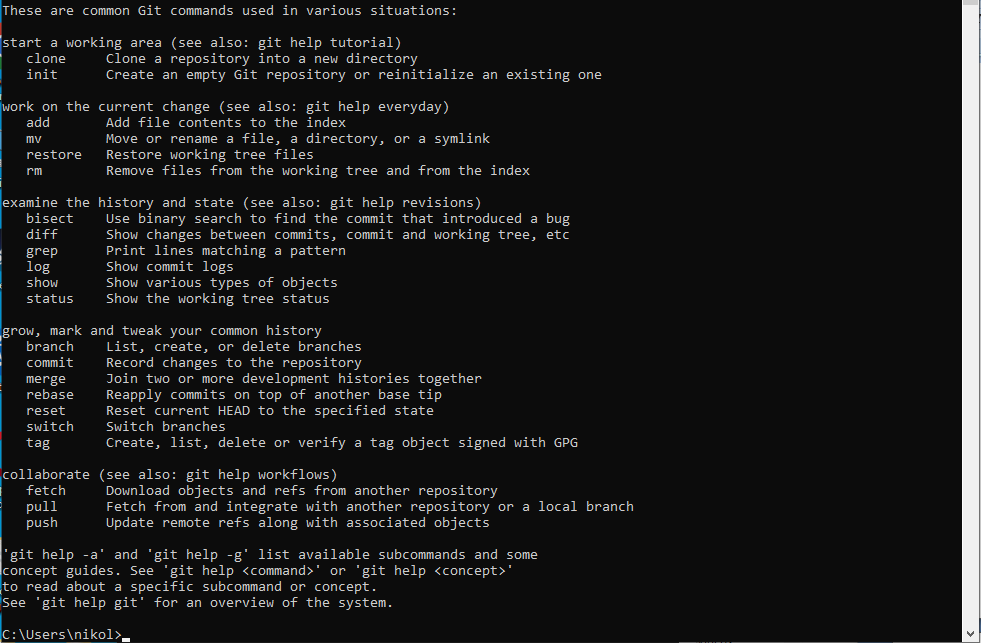 These are common Git commands used in various situations:

start a working area (see also: git help tutorial)
   clone     Clone a repository into a new directory
   init      Create an empty Git repository or reinitialize an existing one

work on the current change (see also: git help everyday)
   add       Add file contents to the index
   mv        Move or rename a file, a directory, or a symlink
   restore   Restore working tree files
   rm        Remove files from the working tree and from the index

examine the history and state (see also: git help revisions)
   bisect    Use binary search to find the commit that introduced a bug
   diff      Show changes between commits, commit and working tree, etc
   grep      Print lines matching a pattern
   log       Show commit logs
   show      Show various types of objects
   status    Show the working tree status

grow, mark and tweak your common history
   branch    List, create, or delete branches
   commit    Record changes to the repository
   merge     Join two or more development histories together
   rebase    Reapply commits on top of another base tip
   reset     Reset current HEAD to the specified state
   switch    Switch branches
   tag       Create, list, delete or verify a tag object signed with GPG

collaborate (see also: git help workflows)
   fetch     Download objects and refs from another repository
   pull      Fetch from and integrate with another repository or a local branch
   push      Update remote refs along with associated objects

'git help -a' and 'git help -g' list available subcommands and some
concept guides. See 'git help <command>' or 'git help <concept>'
to read about a specific subcommand or concept.
See 'git help git' for an overview of the system.

C:\Users\nikol>